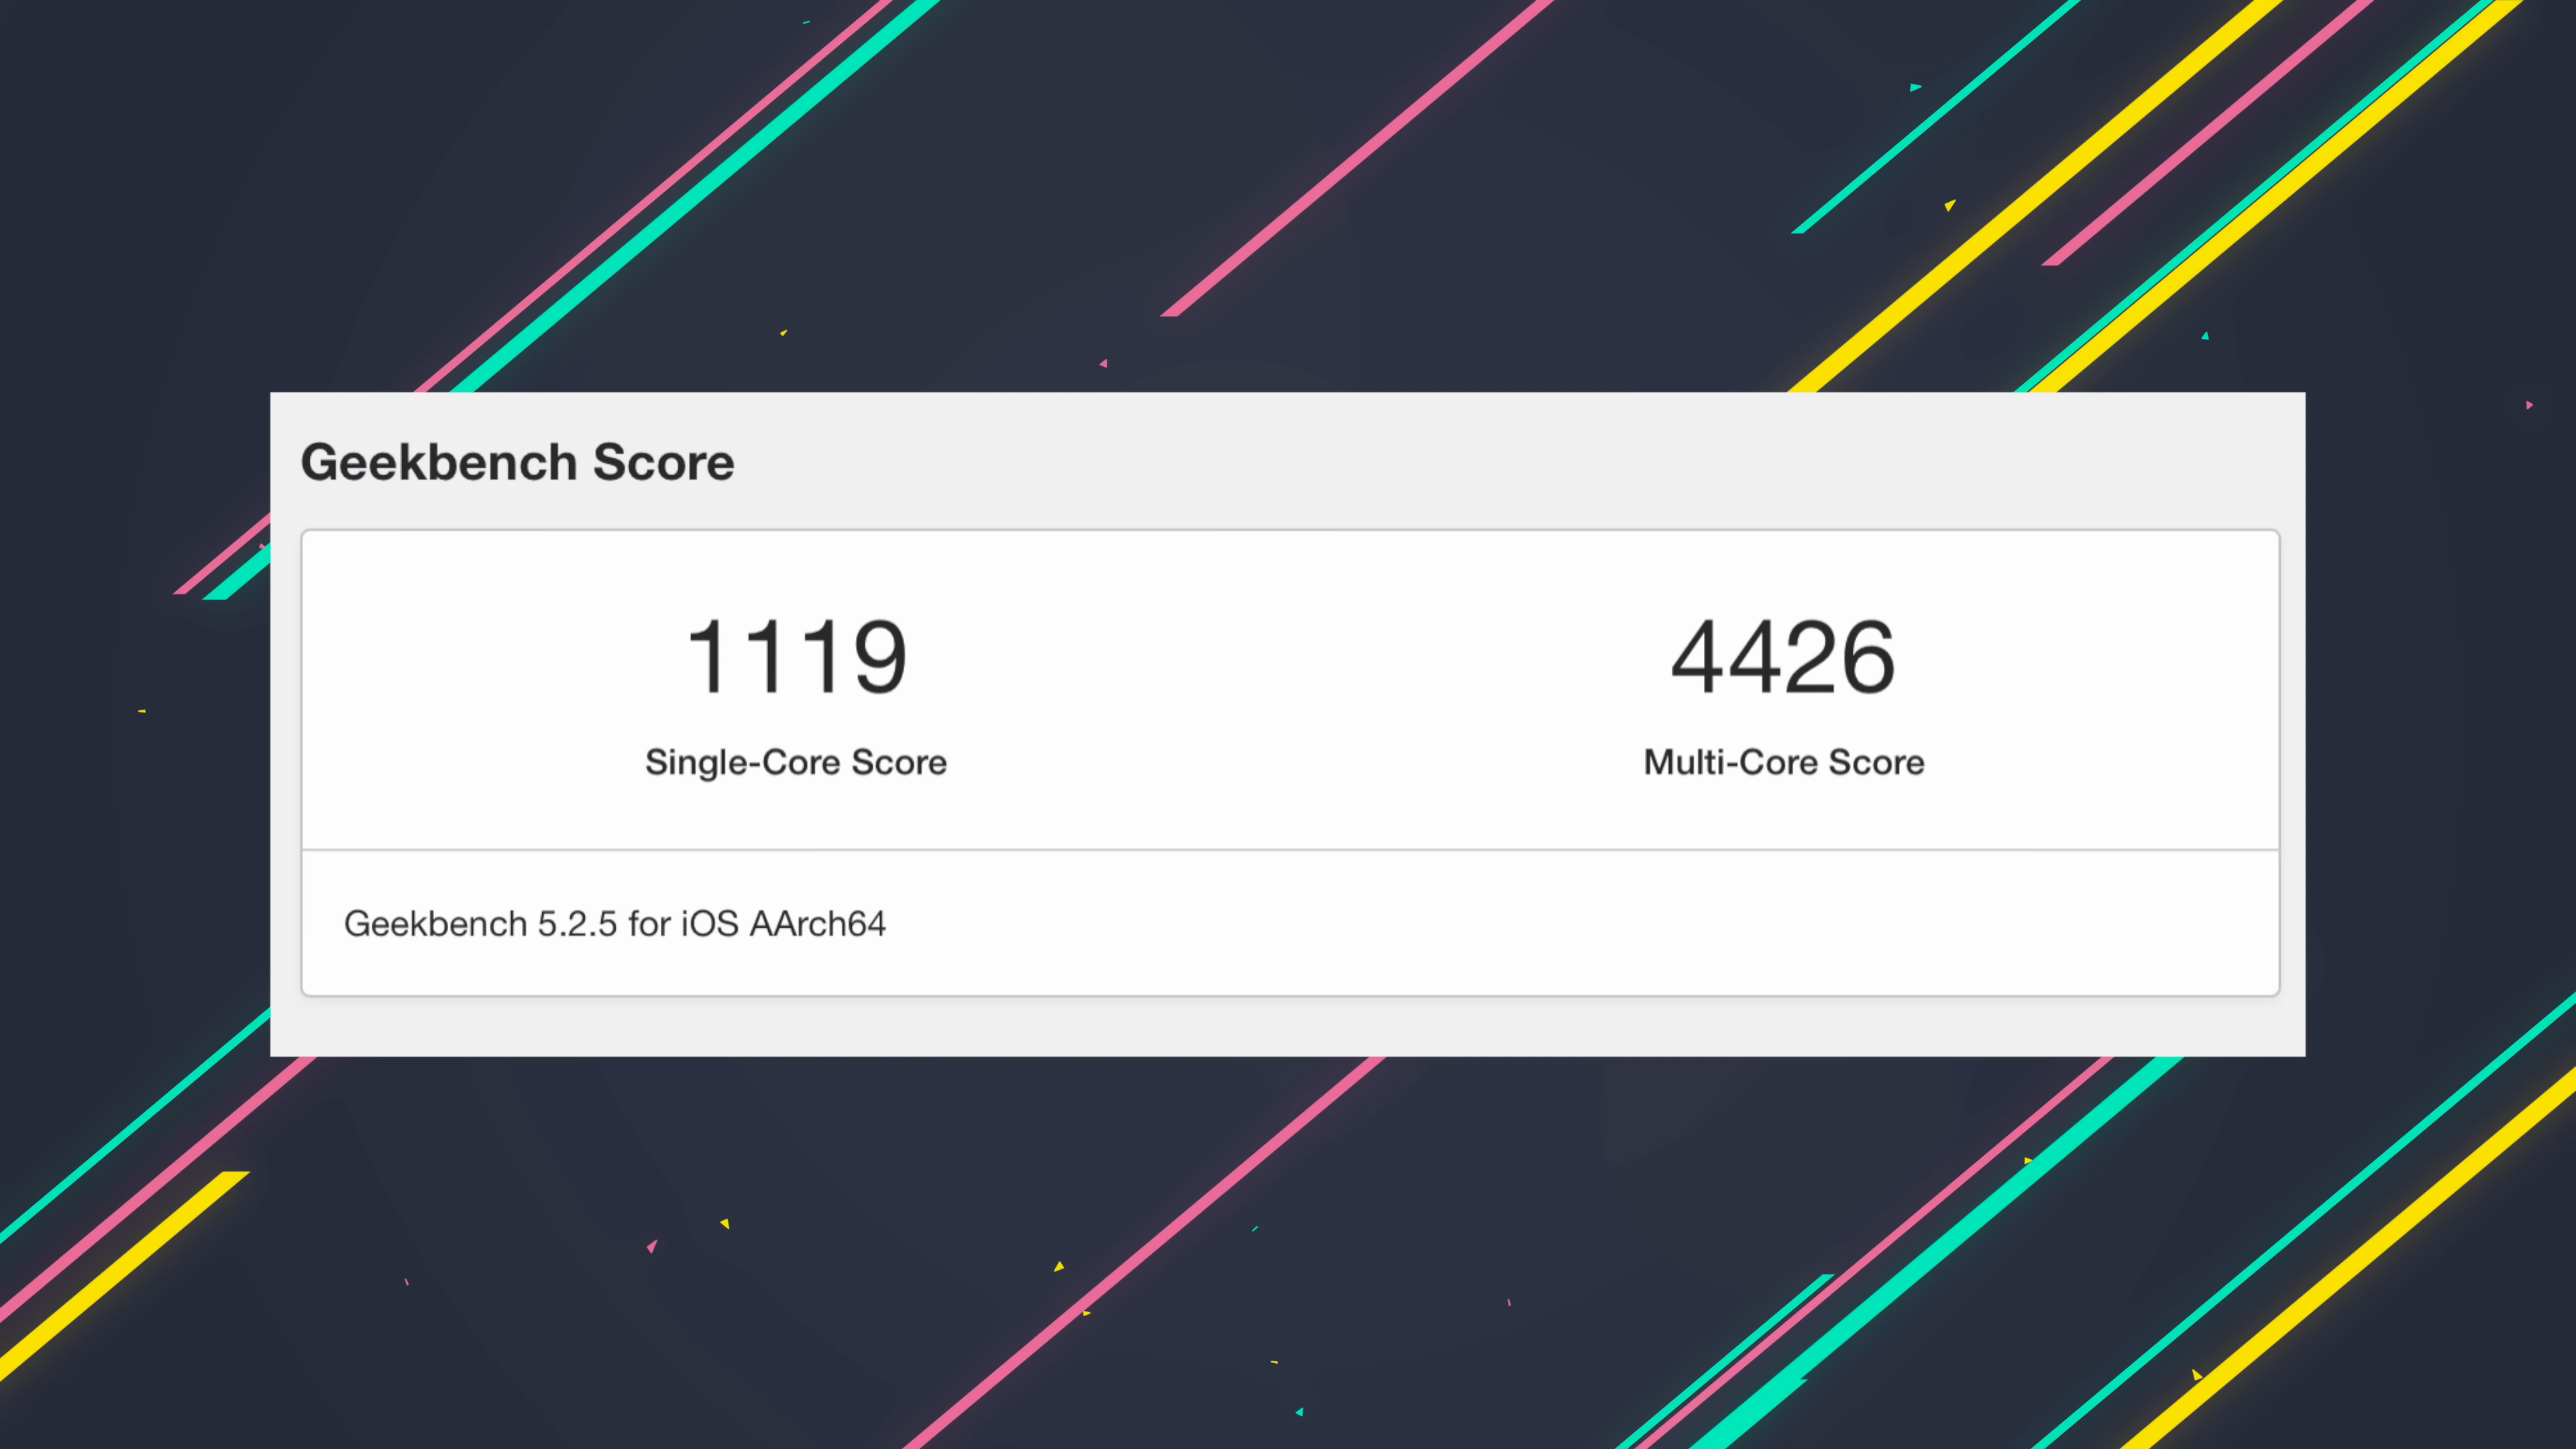 Geekbench Score
1119
Single-Core Score
4426
Multi-Core Score
Geekbench 5.2.5 for iOS AArch64